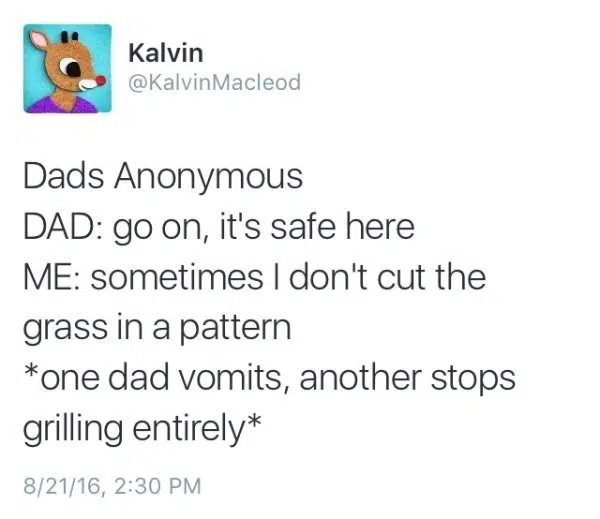 Kalvin
@KalvinMacleod
Dads Anonymous
DAD: go on, it's safe here
ME: sometimes I don't cut the
grass in a pattern
*one dad vomits, another stops
grilling entirely*
8/21/16, 2:30 PM